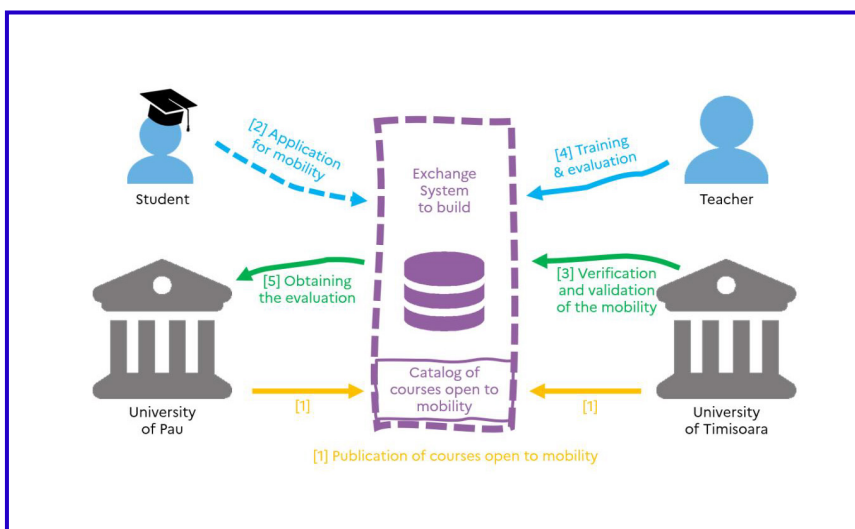 [2] Application
for mobility
Student
Exchange
System
to build
[4] Training
& evaluation
Teacher
[5] Obtaining
the evaluation
[3] Verification
and validation
of the mobility
University
of Pau
[1]
Catalog of
courses open to
mobility
[1]
University
of Timisoara
[1] Publication of courses open to mobility